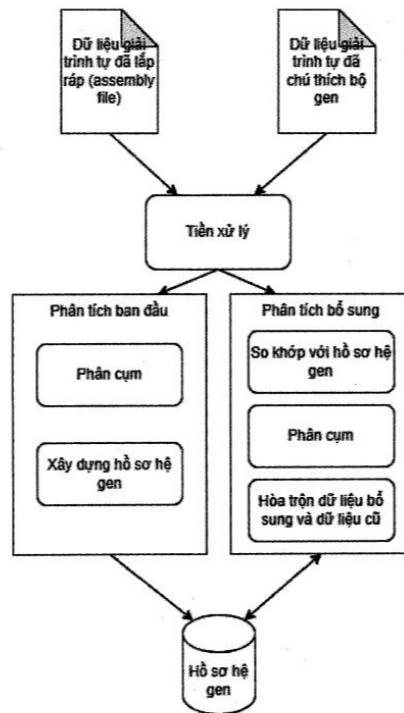 Dữ liệu giải
trình tự đã lắp
ráp (assembly
file)
Dữ liệu giải
trình tự đã
chú thích bộ
gen
Tiền xử lý
Phân tích ban đầu
Phân cụm
Xây dựng hồ sơ hệ
gen
Phân tích bổ sung
So khớp với hồ sơ hệ
gen
Phân cụm
Hòa trộn dữ liệu bổ
sung và dữ liệu cũ
Hồ sơ hệ
gen